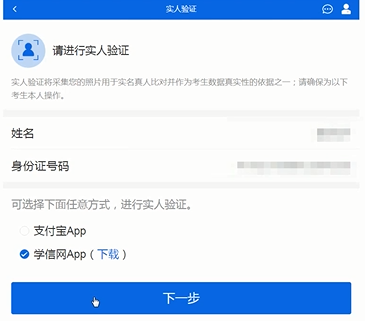 实人验证
请进行实人验证
实人验证将采集您的照片用于实名真人比对并作为考生数据真实性的依据之一；请确保为以下
考生本人操作。
姓名
身份证号码
可选择下面任意方式，进行实人验证。
支付宝App
学信网App（下载）
下一步